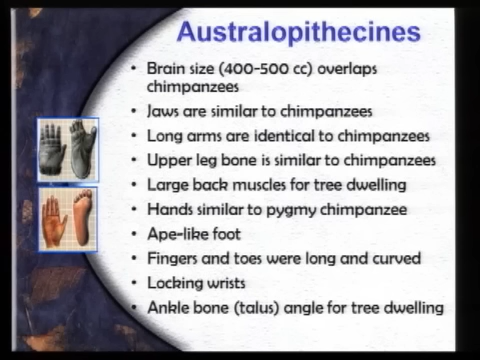 Australopithecines
• Brain size (400-500 cc) overlaps
chimpanzees
• Jaws are similar to chimpanzees
• Long arms are identical to chimpanzees
• Upper leg bone is similar to chimpanzees
• Large back muscles for tree dwelling
• Hands similar to pygmy chimpanzee
• Ape-like foot
• Fingers and toes were long and curved
• Locking wrists
• Ankle bone (talus) angle for tree dwelling